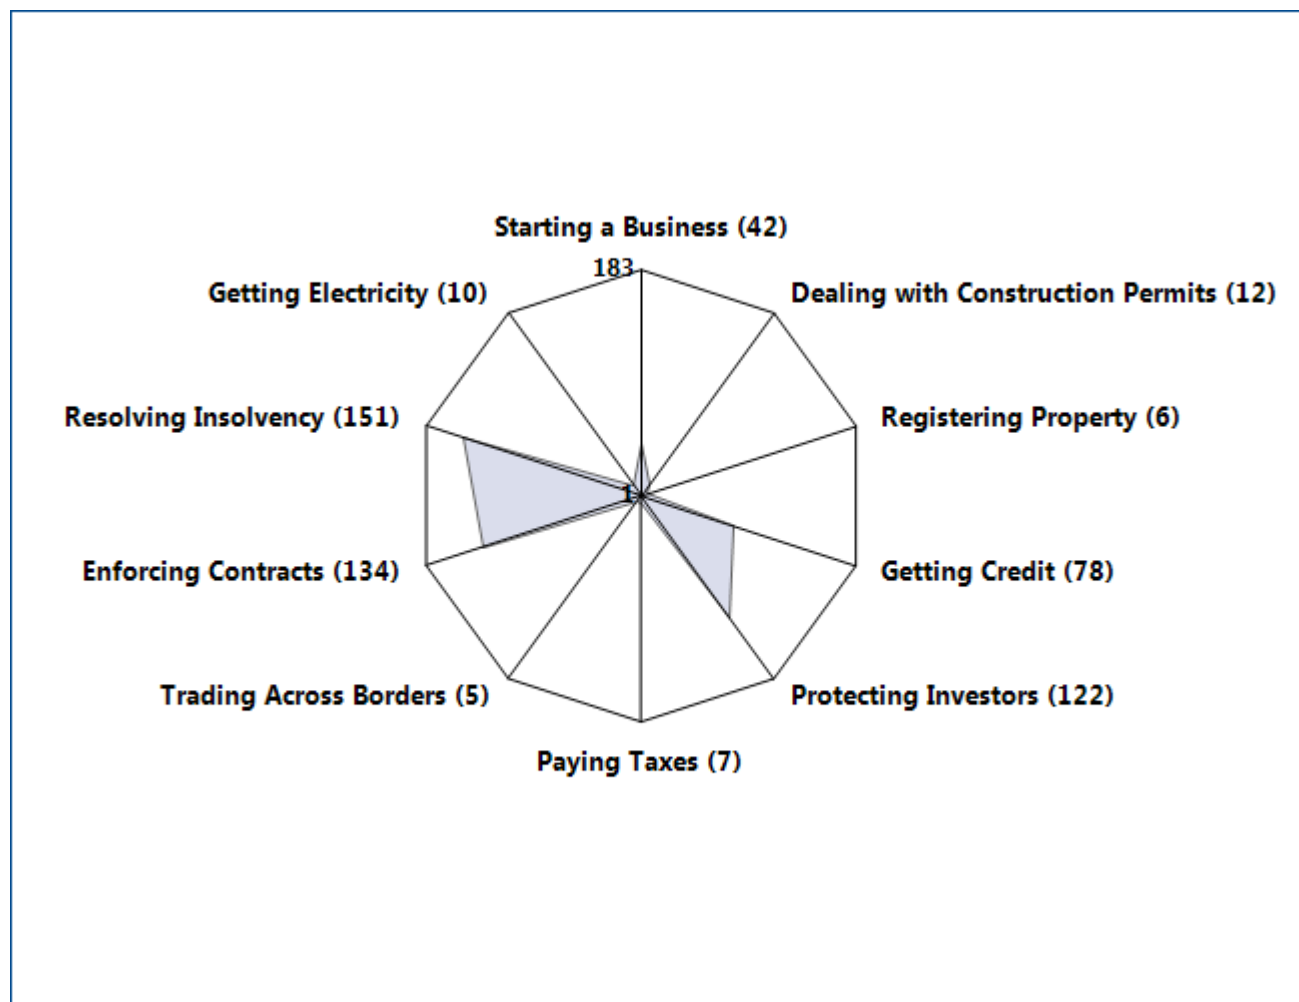 Starting a Business (42)
183
Getting Electricity (10)
Dealing with Construction Permits (12)
Resolving Insolvency (151)
Registering Property (6)
1
Enforcing Contracts (134)
Getting Credit (78)
Trading Across Borders (5)
Protecting Investors (122)
Paying Taxes (7)